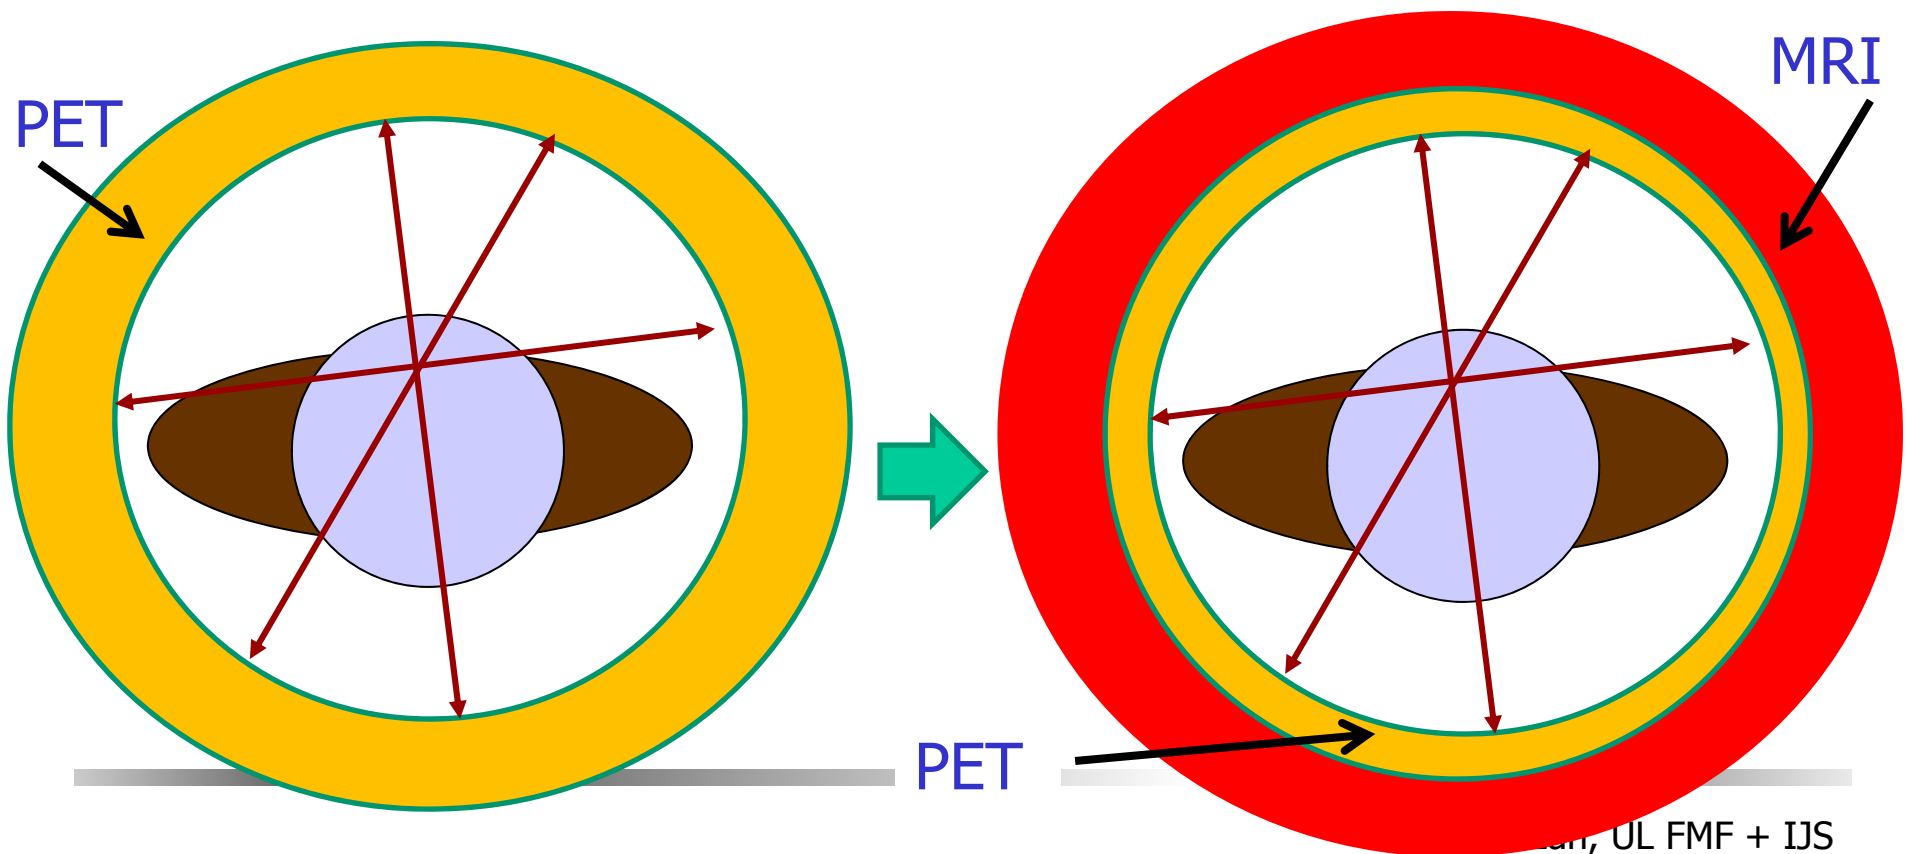 PET
MRI
PET
, UL FMF + IJS